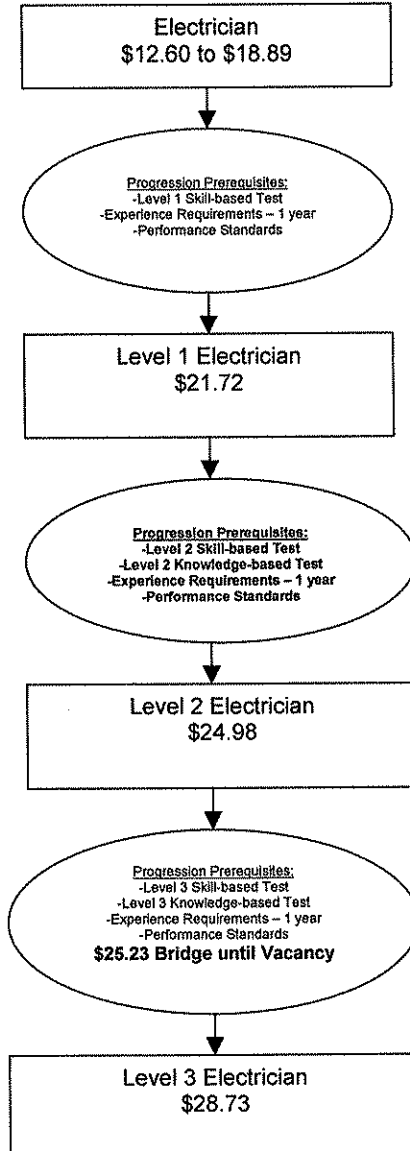 Electrician
$12.60 to $18.89
Progression Prerequisites:
-Level 1 Skill-based Test
-Experience Requirements – 1 year
-Performance Standards
Level 1 Electrician
$21.72
Progression Prerequisites:
-Level 2 Skill-based Test
-Level 2 Knowledge-based Test
-Experience Requirements – 1 year
-Performance Standards
Level 2 Electrician
$24.98
Progression Prerequisites:
-Level 3 Skill-based Test
-Level 3 Knowledge-based Test
-Experience Requirements – 1 year
-Performance Standards
$25.23 Bridge until Vacancy
Level 3 Electrician
$28.73